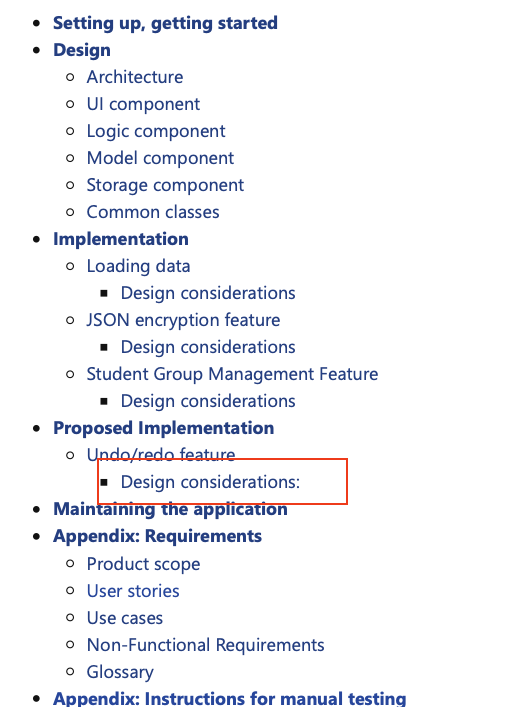 Setting up, getting started
Design
Architecture
UI component
Logic component
Model component
Storage component
Common classes
Implementation
Loading data
Design considerations
JSON encryption feature
Design considerations
Student Group Management Feature
Design considerations
Proposed Implementation
Undo/redo feature
Design considerations:
Maintaining the application
Appendix: Requirements
Product scope
User stories
Use cases
Non-Functional Requirements
Glossary
Appendix: Instructions for manual testing